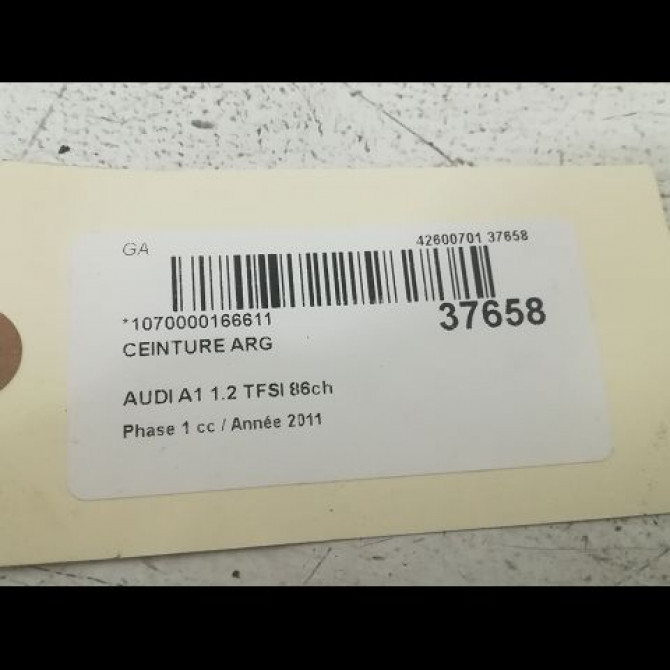 GA
42600701 37658
*1070000166611
37658
CEINTURE ARG
AUDI A1 1.2 TFSI 86ch
Phase 1 cc / Année 2011